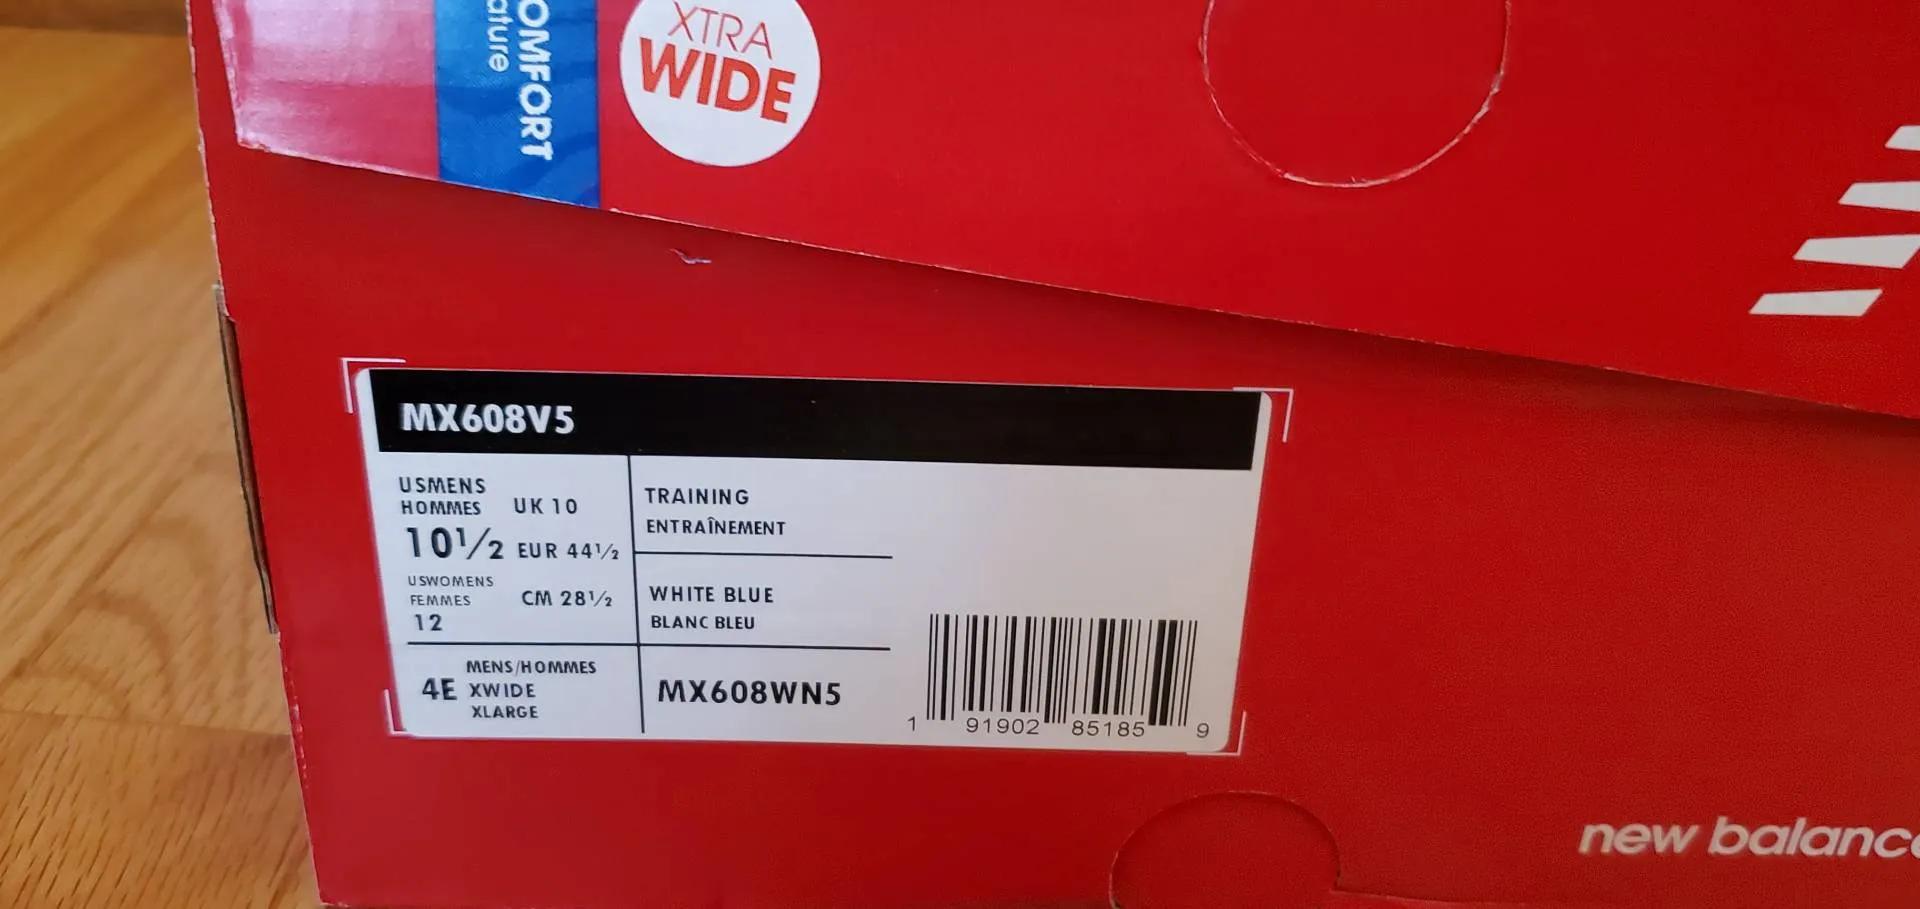 XTRA
WIDE
OMFORT
ature
MX608V5
USMENS
HOMMES
UK 10
10½
EUR 44½
USWOMENS
FEMMES
CM 28½
12
4E
MENS/HOMMES
XWIDE
XLARGE
TRAINING
ENTRAÎNEMENT
WHITE BLUE
BLANC BLEU
MX608WN5
1 91902 85185 9
new balance